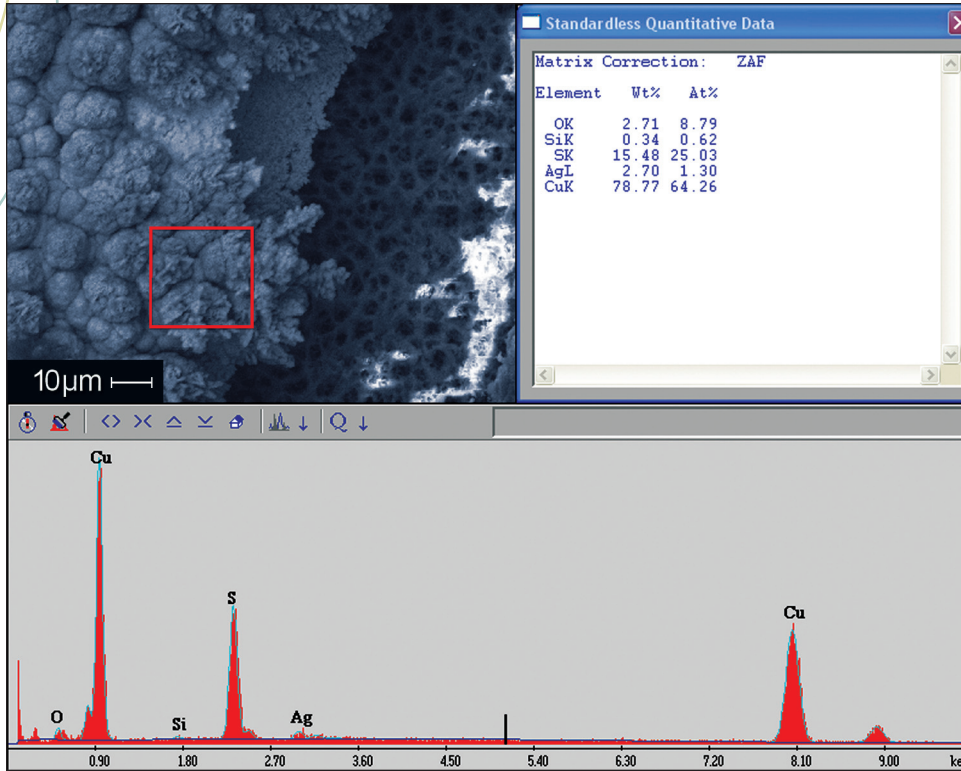 Standardless Quantitative Data
Matrix Correction: ZAF
Element Wt% At%
OK 2.71 8.79
SiK 0.34 0.62
SK 15.48 25.03
AgL 2.70 1.30
CuK 78.77 64.26
10µm
Q
Cu
S
Cu
O
Si
Ag
0.90 1.80 2.70 3.60 4.50 5.40 6.30 7.20 8.10 9.00 ke